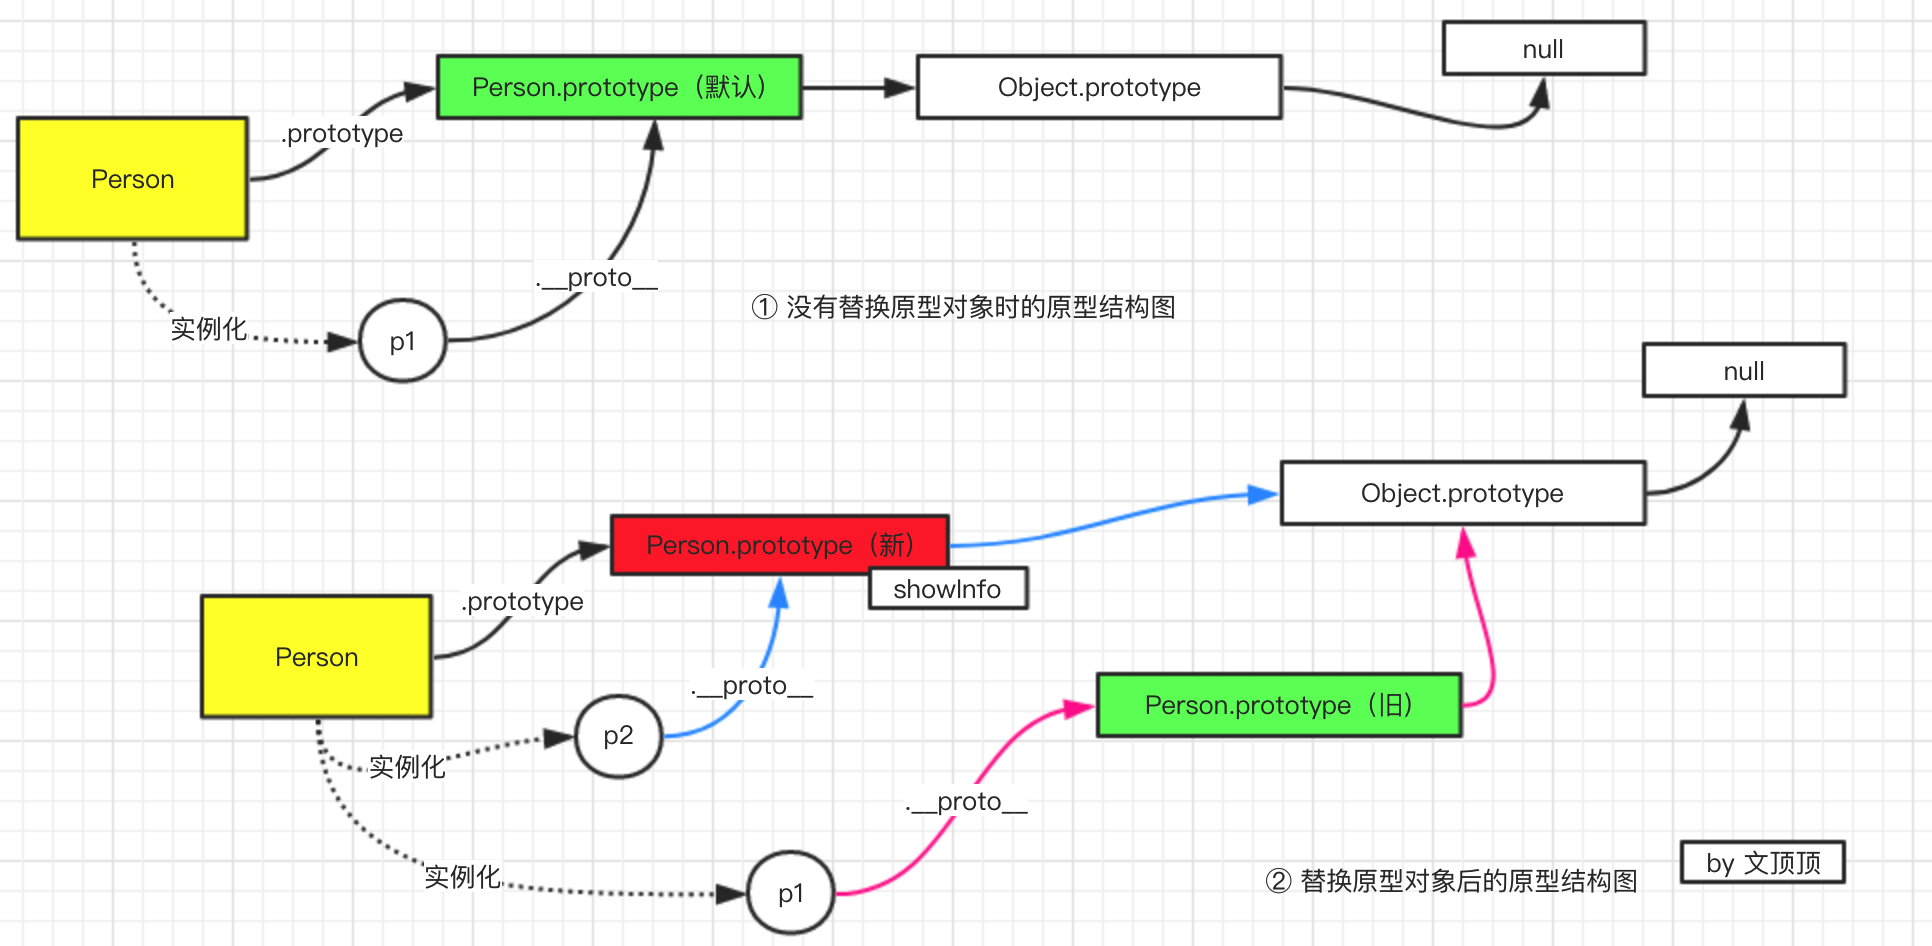 null
Person.prototype（默认）
Object.prototype
.prototype
Person
.__proto__
① 没有替换原型对象时的原型结构图
实例化
p1
null
Object.prototype
Person.prototype（新）
showInfo
.prototype
Person
.__proto__
Person.prototype（旧）
p2
实例化
.__proto__
by 文顶顶
② 替换原型对象后的原型结构图
实例化
p1